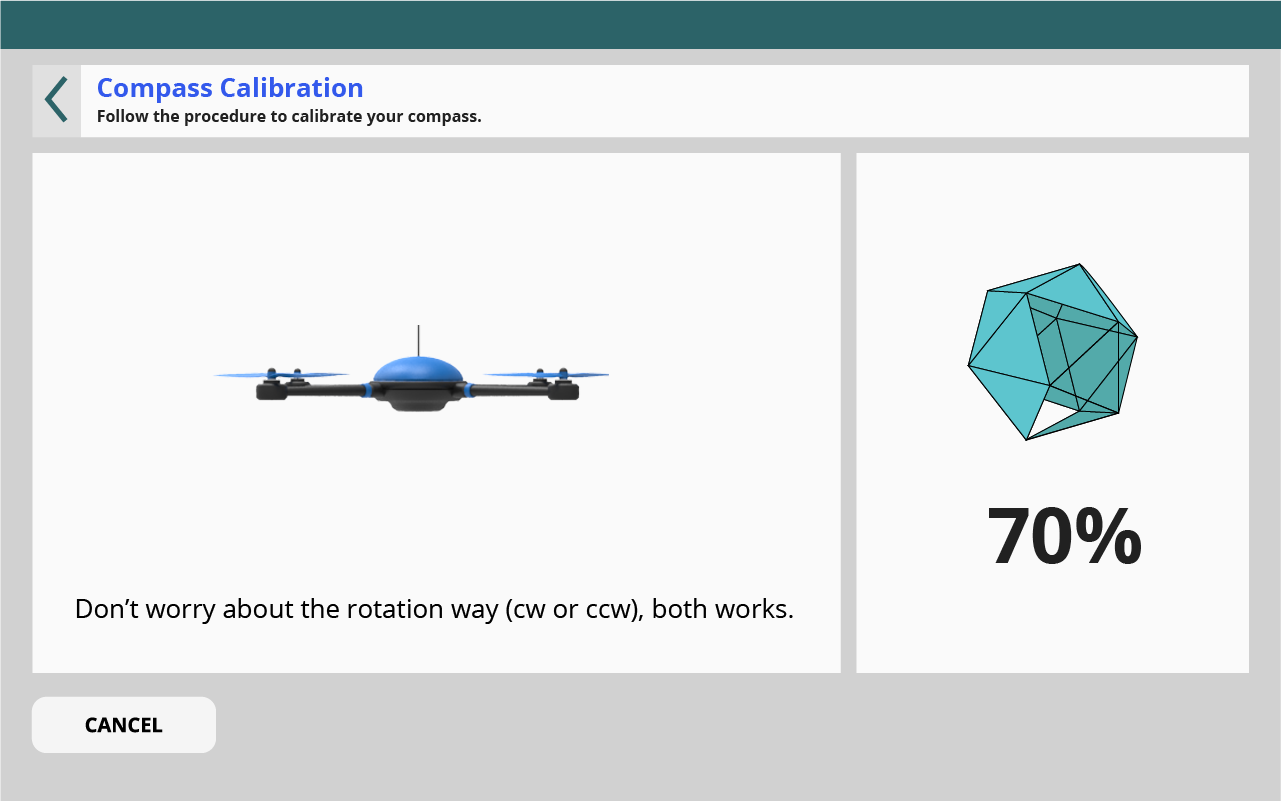 Compass Calibration
Follow the procedure to calibrate your compass.
70%
Don’t worry about the rotation way (cw or ccw), both works.
CANCEL